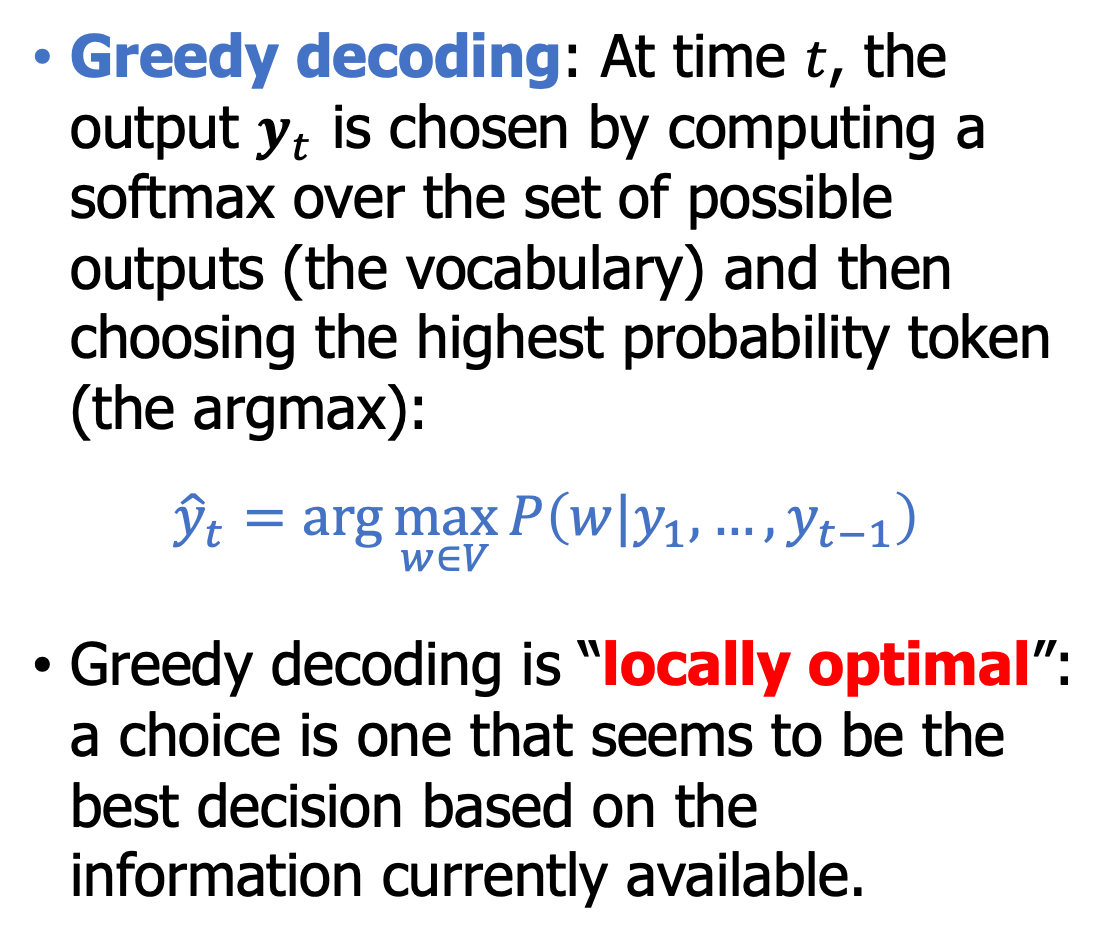 • Greedy decoding: At time t, the
output yₜ is chosen by computing a
softmax over the set of possible
outputs (the vocabulary) and then
choosing the highest probability token
(the argmax):
ŷₜ = arg max P(w|y₁, … , yₜ₋₁)
w∈V
• Greedy decoding is “locally optimal”:
a choice is one that seems to be the
best decision based on the
information currently available.